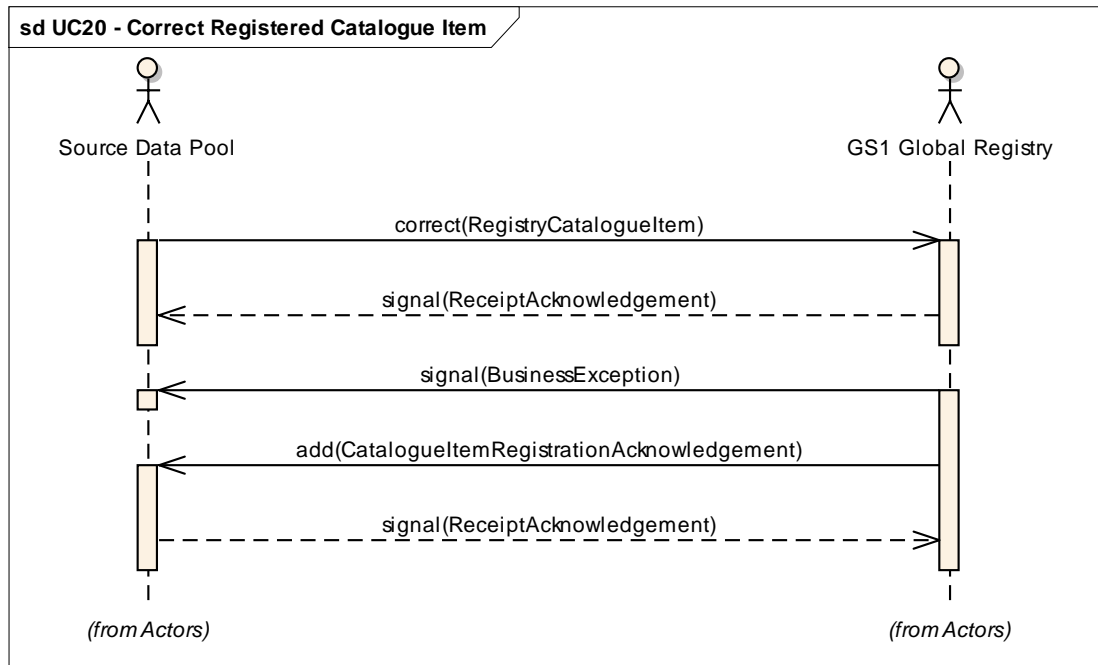 sd UC20 - Correct Registered Catalogue Item
Source Data Pool
GS1 Global Registry
correct(RegistryCatalogueItem)
signal(ReceiptAcknowledgement)
signal(BusinessException)
add(CatalogueItemRegistrationAcknowledgement)
signal(ReceiptAcknowledgement)
(from Actors)
(from Actors)